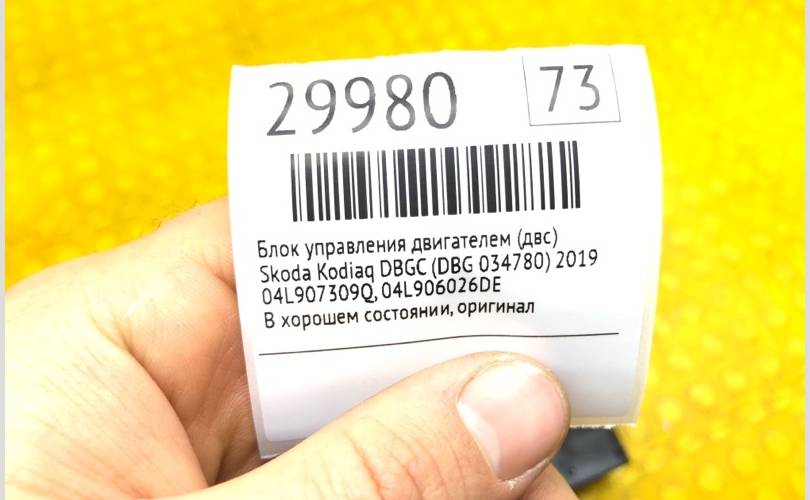 29980
73
Блок управления двигателем (двс)
Skoda Kodiaq DBGC (DBG 034780) 2019
04L907309Q, 04L906026DE
В хорошем состоянии, оригинал